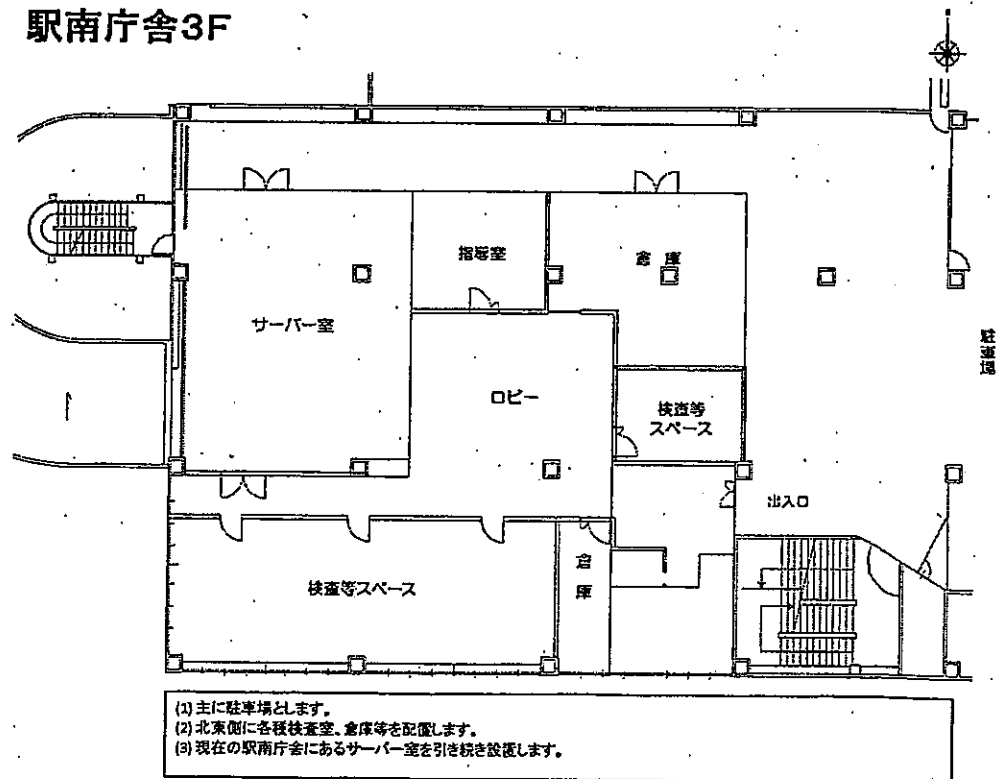 駅南庁舎3F
指導室
倉庫
サーバー室
駐車場
ロビー
検査等
スペース
出入口
倉庫
検査等スペース
(1) 主に駐車場とします。
(2) 北東側に各種検査室、倉庫等を配置します。
(3) 現在の駅南庁舎にあるサーバー室を引き続き設置します。